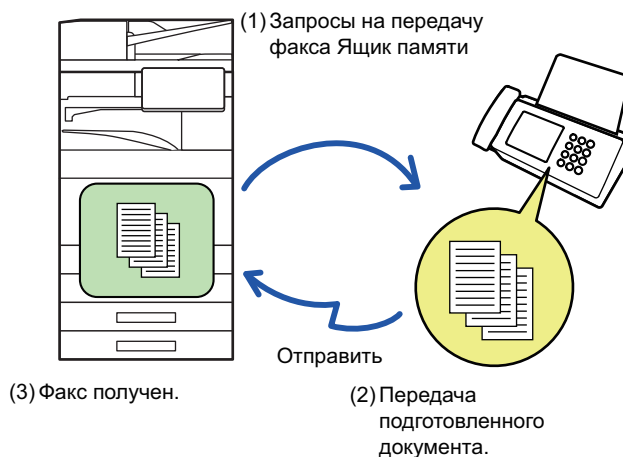 (1) Запросы на передачу
факса Ящик памяти
Отправить
(3) Факс получен.
(2) Передача
подготовленного
документа.